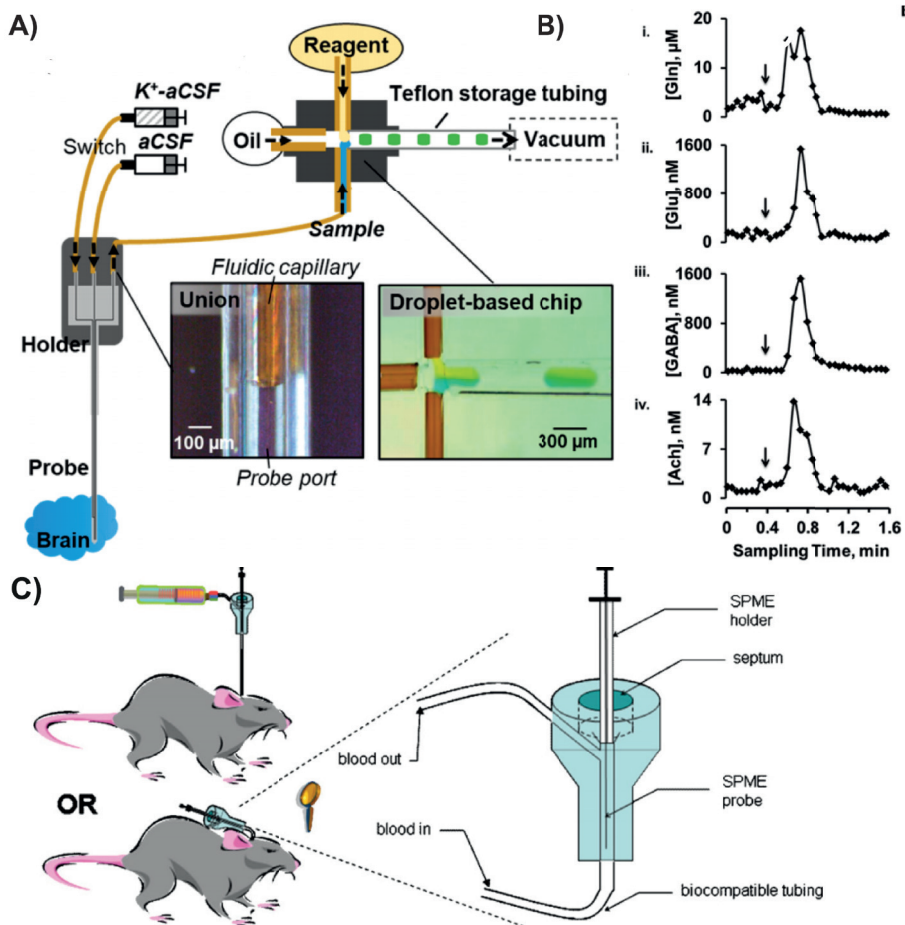 A)
Reagent
K⁺-aCSF
Teflon storage tubing
Switch
aCSF
Oil
Vacuum
Sample
Fluidic capillary
Union
Droplet-based chip
Holder
100 µm
300 µm
Probe
Probe port
Brain
B)
i.
[Gln], µM
20
10
0
ii.
[Glu], nM
1600
800
0
iii.
[GABA], nM
1600
800
0
iv.
[Ach], nM
14
7
0
0 0.4 0.8 1.2 1.6
Sampling Time, min
C)
SPME
holder
septum
blood out
OR
SPME
probe
blood in
biocompatible tubing